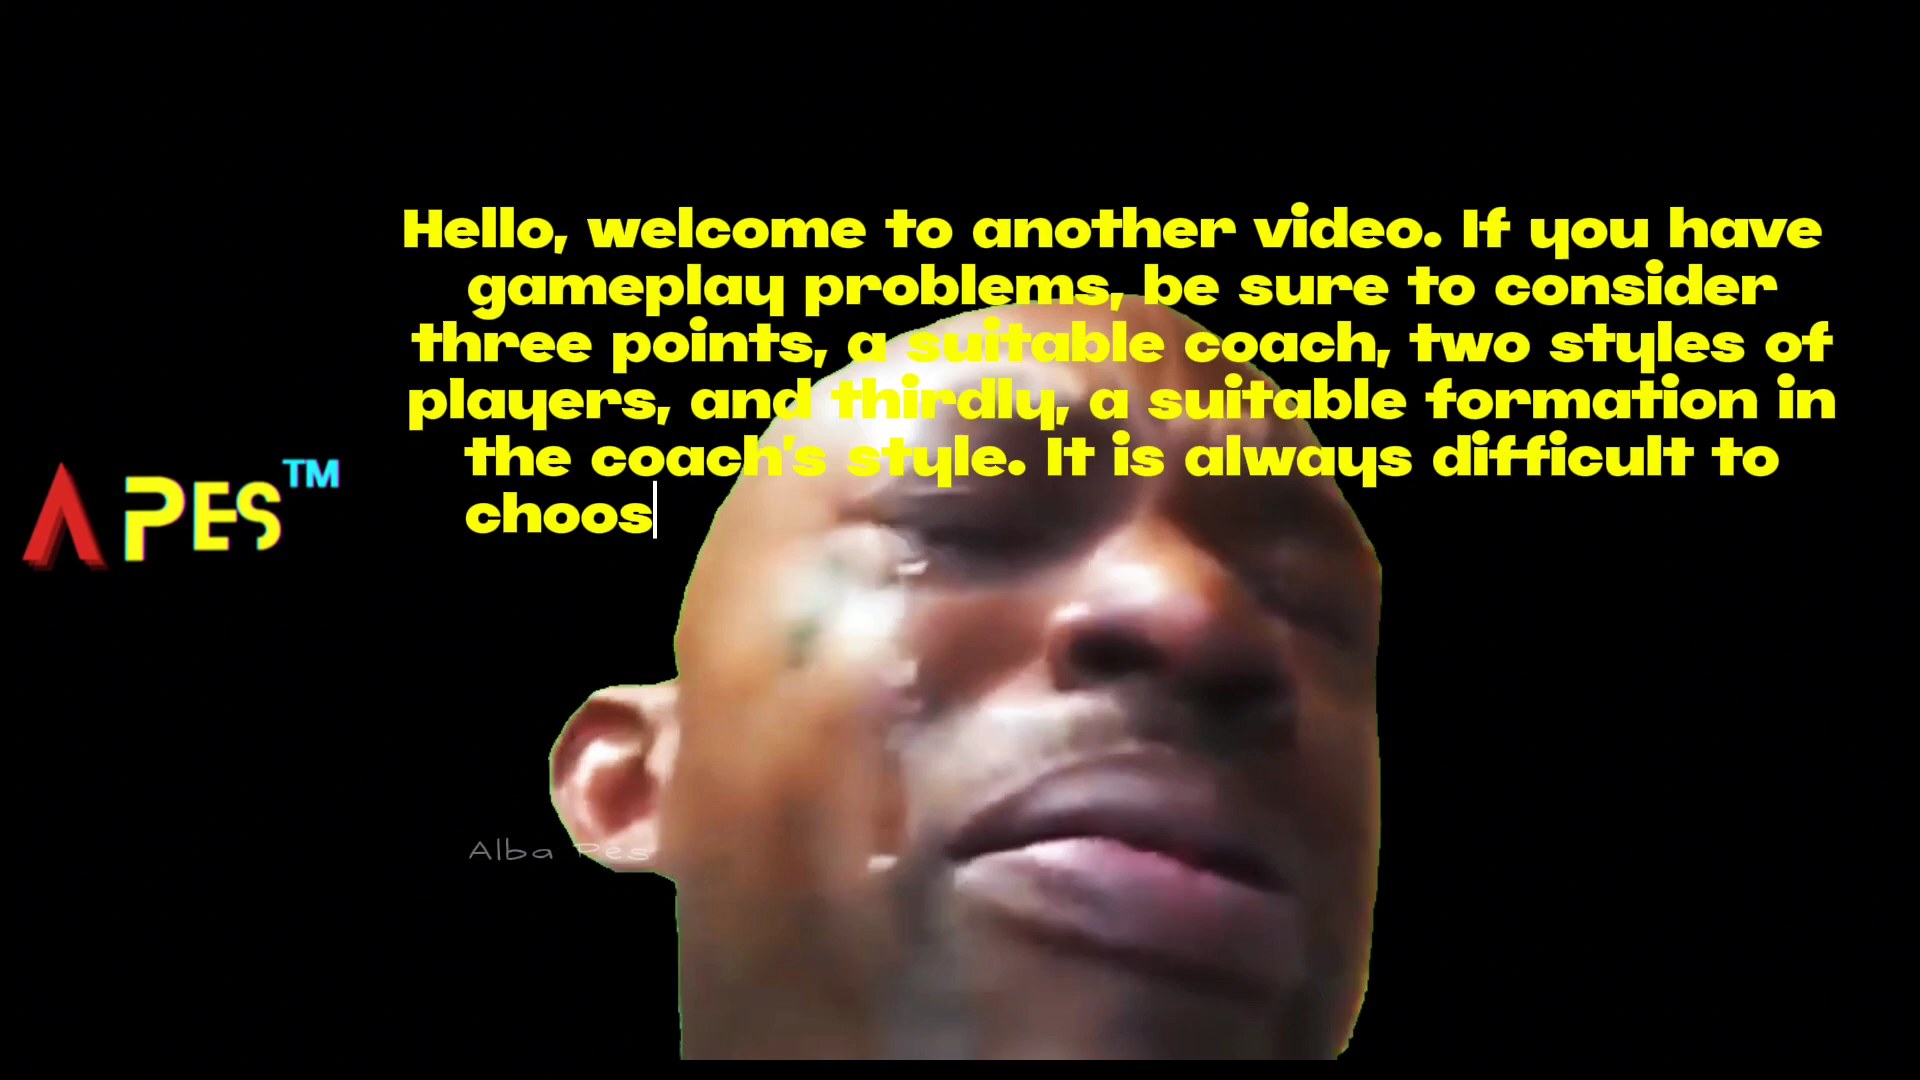 Hello, welcome to another video. If you have
gameplay problems, be sure to consider
three points, a suitable coach, two styles of
players, and thirdly, a suitable formation in
the coach's style. It is always difficult to
choos
A PES™
Alba Pes